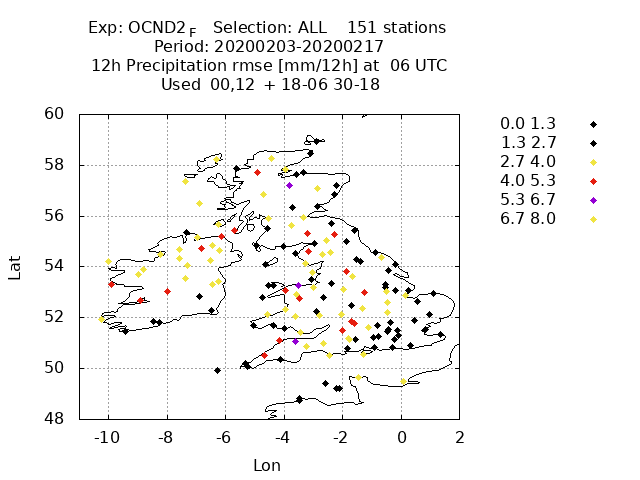 Exp: OCND2 F   Selection: ALL   151 stations
Period: 20200203-20200217
12h Precipitation rmse [mm/12h] at 06 UTC
Used 00,12 + 18-06 30-18
60
58
56
54
52
50
48
Lat
-10 -8 -6 -4 -2 0 2
Lon
0.0 1.3
1.3 2.7
2.7 4.0
4.0 5.3
5.3 6.7
6.7 8.0